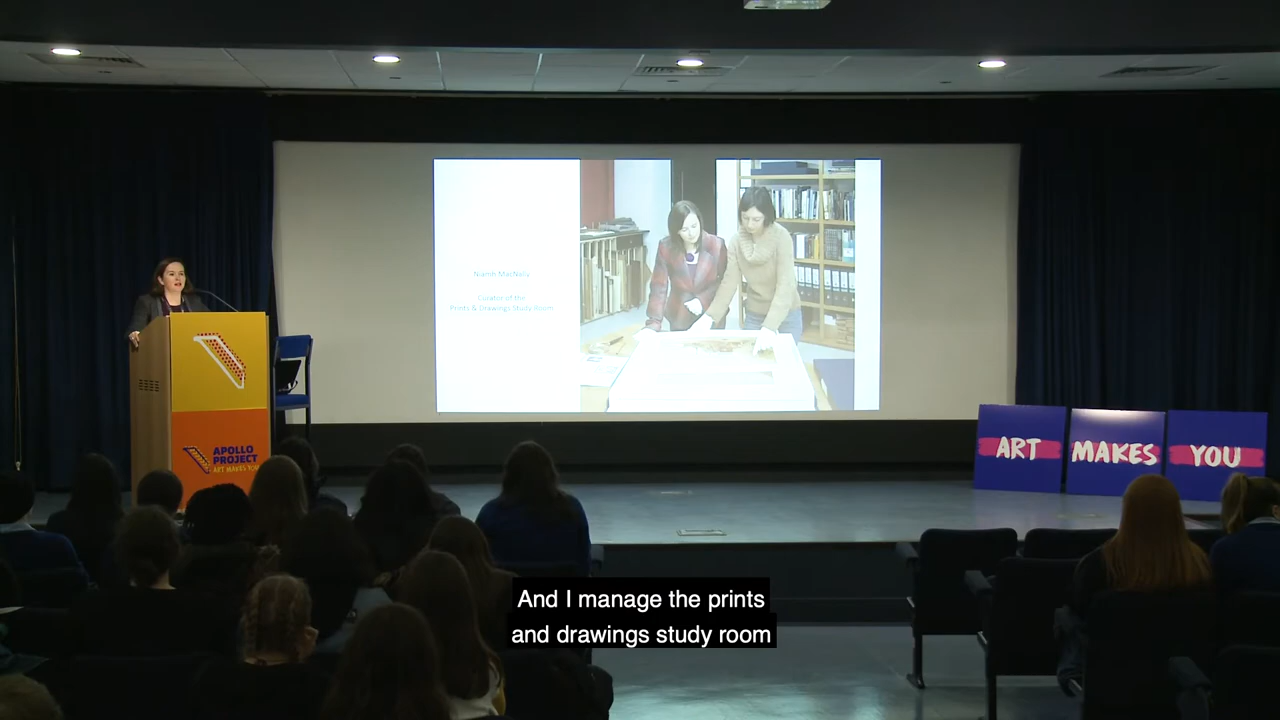 Niamh MacNally
Curator of the
Prints & Drawings Study Room
APOLLO
PROJECT
ART MAKES YOU
ART
MAKES
YOU
And I manage the prints
and drawings study room